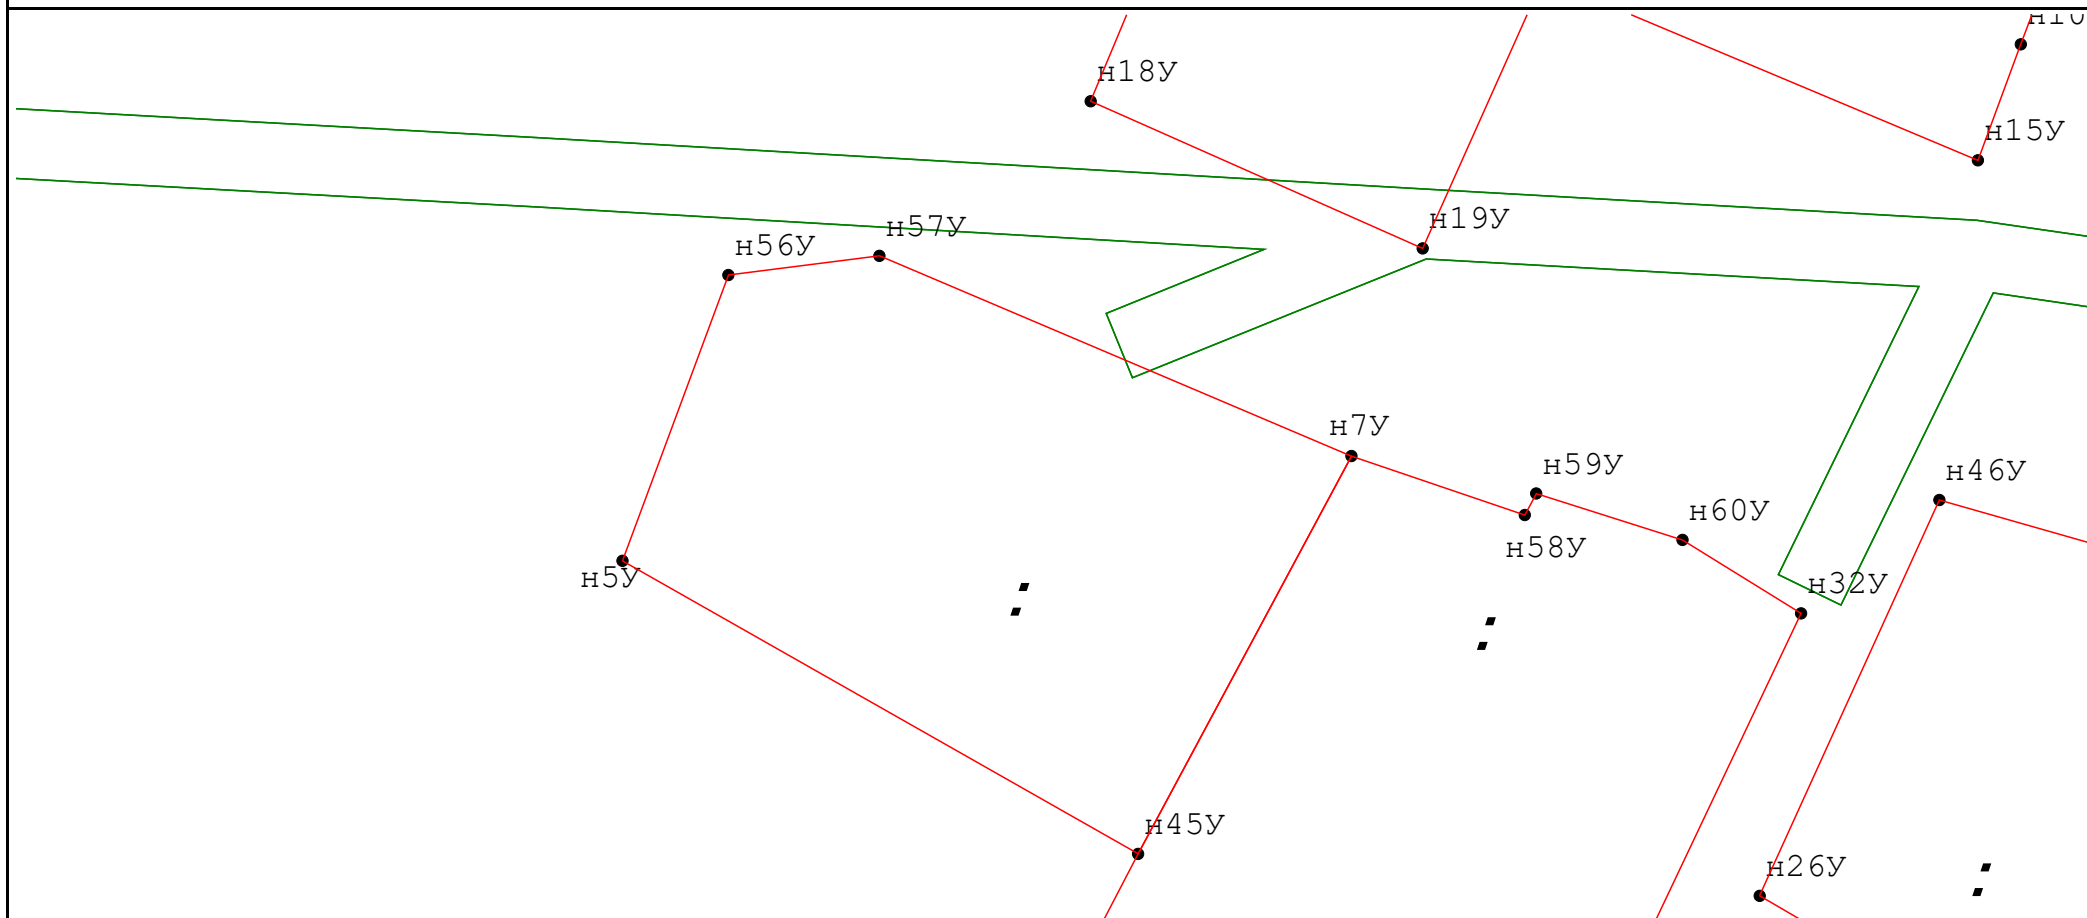 н18У
н15У
н19У
н57У
н56У
н7У
н59У
н46У
н60У
н58У
н5У
н32У
:
:
н45У
н26У
: